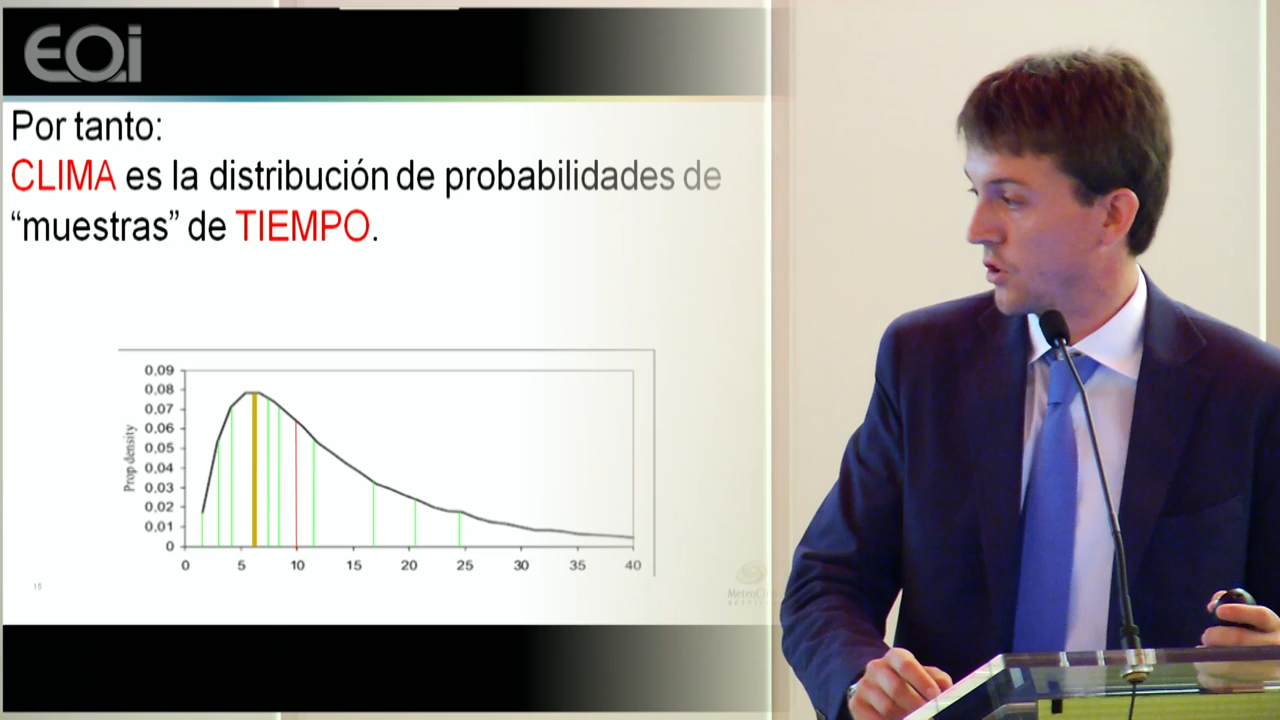 EOi
Por tanto:
CLIMA es la distribución de probabilidades de
“muestras” de TIEMPO.
0,09
0,08
0,07
0,06
0,05
0,04
0,03
0,02
0,01
0
Prop density
0 5 10 15 20 25 30 35 40
15